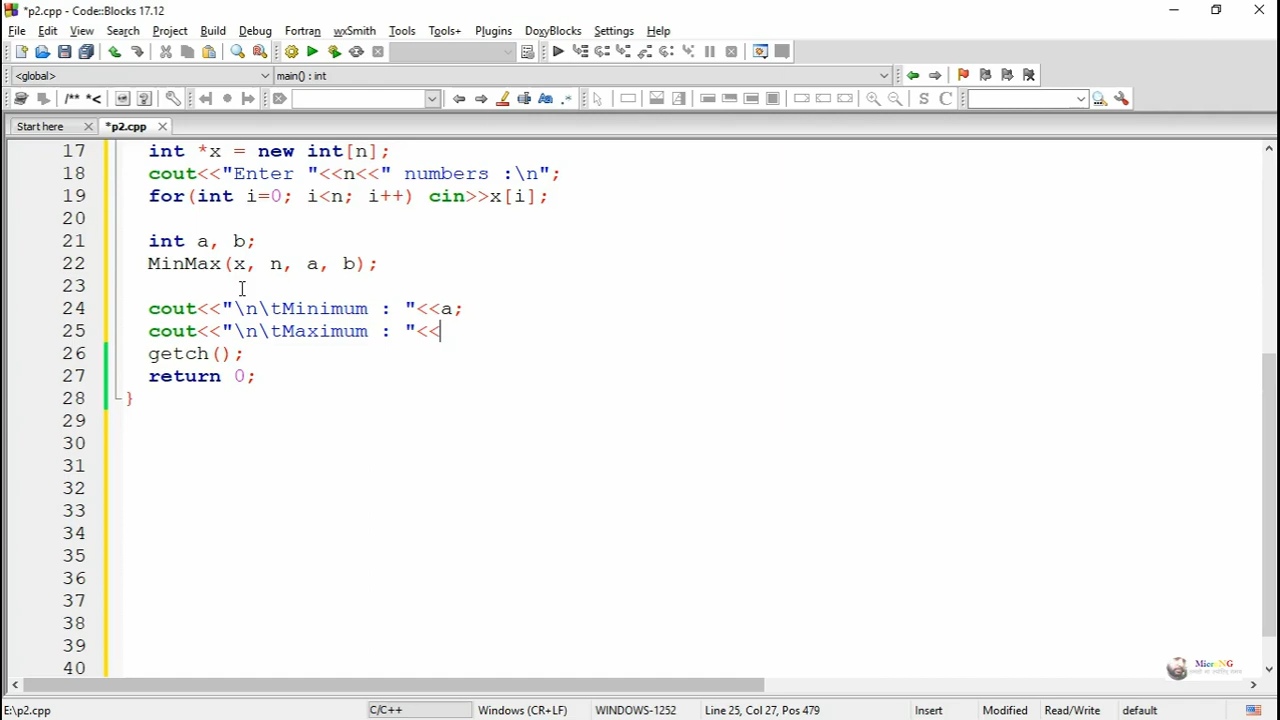 *p2.cpp - Code::Blocks 17.12
File Edit View Search Project Build Debug Fortran wxSmith Tools Tools+ Plugins DoxyBlocks Settings Help
<global> main() : int
/** *<
S C
Start here *p2.cpp
17 int *x = new int[n];
18 cout<<"Enter "<<n<<" numbers :\n";
19 for(int i=0; i<n; i++) cin>>x[i];
20
21 int a, b;
22 MinMax(x, n, a, b);
23
24 cout<<"\n\tMinimum : "<<a;
25 cout<<"\n\tMaximum : "<<
26 getch();
27 return 0;
28 }
29
30
31
32
33
34
35
36
37
38
39
40
MicroNG
E:\p2.cpp C/C++ Windows (CR+LF) WINDOWS-1252 Line 25, Col 27, Pos 479 Insert Modified Read/Write default